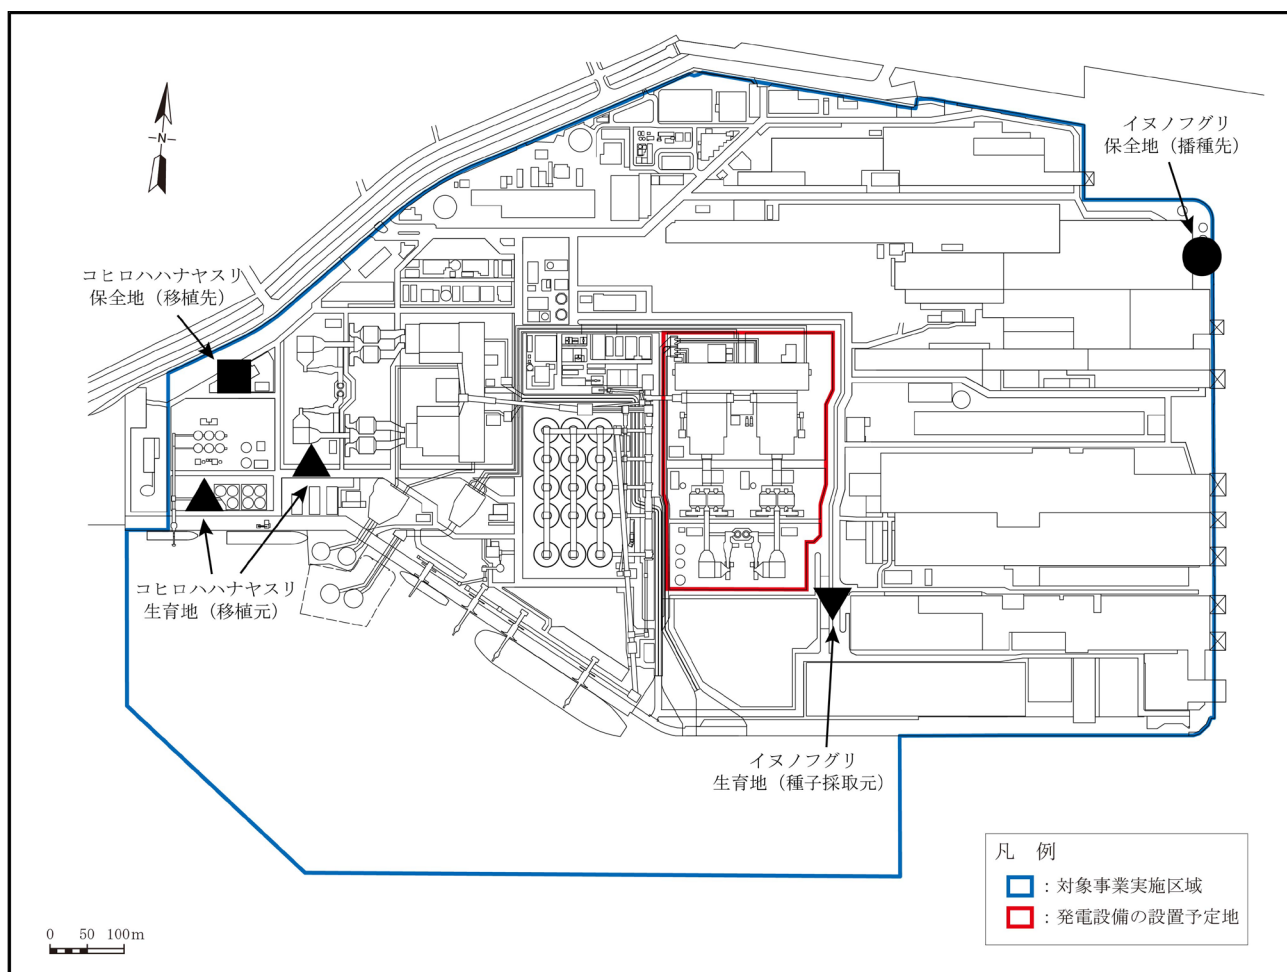 N
イヌノフグリ
保全地（播種先）
コヒロハハナヤスリ
保全地（移植先）
コヒロハハナヤスリ
生育地（移植元）
イヌノフグリ
生育地（種子採取元）
凡　例
：対象事業実施区域
：発電設備の設置予定地
0 50 100m